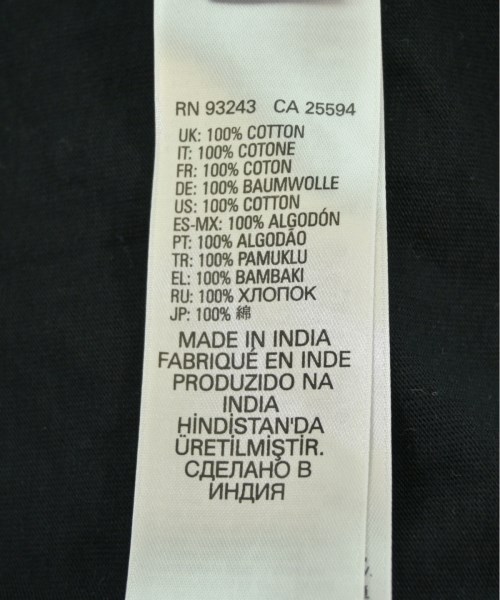 RN 93243 CA 25594
UK: 100% COTTON
IT: 100% COTONE
FR: 100% COTON
DE: 100% BAUMWOLLE
US: 100% COTTON
ES-MX: 100% ALGODÓN
PT: 100% ALGODÃO
TR: 100% PAMUKLU
EL: 100% BAMBAKI
RU: 100% ХЛОПОК
JP: 100% 綿
MADE IN INDIA
FABRIQUÉ EN INDE
PRODUZIDO NA
INDIA
HİNDİSTAN'DA
ÜRETİLMİŞTİR.
СДЕЛАНО В
ИНДИЯ